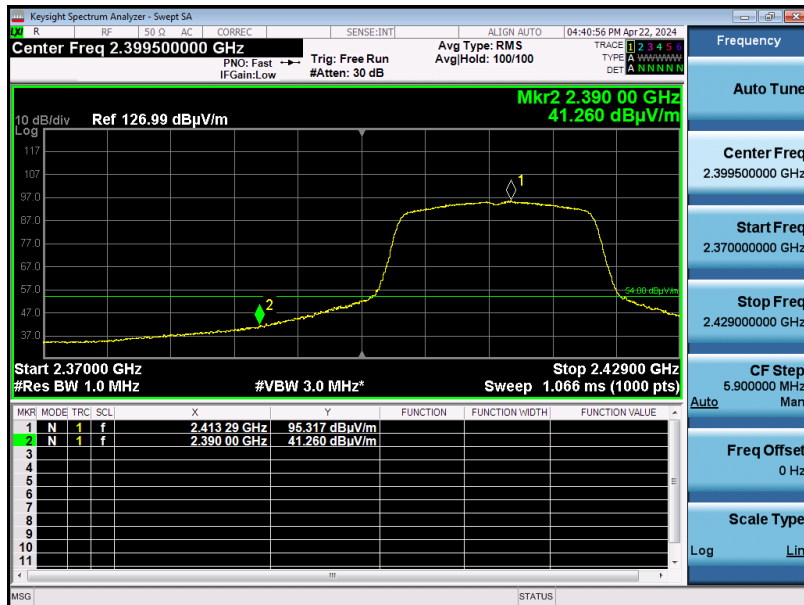 Keysight Spectrum Analyzer - Swept SA
LXI R RF 50 Ω AC CORREC SENSE:INT ALIGN AUTO 04:40:56 PM Apr 22, 2024
Center Freq 2.399500000 GHz
PNO: Fast
IFGain:Low
Trig: Free Run
#Atten: 30 dB
Avg Type: RMS
Avg|Hold: 100/100
TRACE 1 2 3 4 5 6
TYPE A WWWWW
DET A N N N N N
Mkr2 2.390 00 GHz
41.260 dBµV/m
10 dB/div Ref 126.99 dBµV/m
Log
117
107
97.0
87.0
77.0
67.0
57.0
47.0
37.0
1
2
54.00 dBµV/m
Start 2.37000 GHz Stop 2.42900 GHz
#Res BW 1.0 MHz #VBW 3.0 MHz* Sweep 1.066 ms (1000 pts)
MKR MODE TRC SCL X Y FUNCTION FUNCTION WIDTH FUNCTION VALUE
1 N 1 f 2.413 29 GHz 95.317 dBµV/m
2 N 1 f 2.390 00 GHz 41.260 dBµV/m
3
4
5
6
7
8
9
10
11
MSG STATUS
Frequency
Auto Tune
Center Freq
2.399500000 GHz
Start Freq
2.370000000 GHz
Stop Freq
2.429000000 GHz
CF Step
5.900000 MHz
Auto Man
Freq Offset
0 Hz
Scale Type
Log Lin